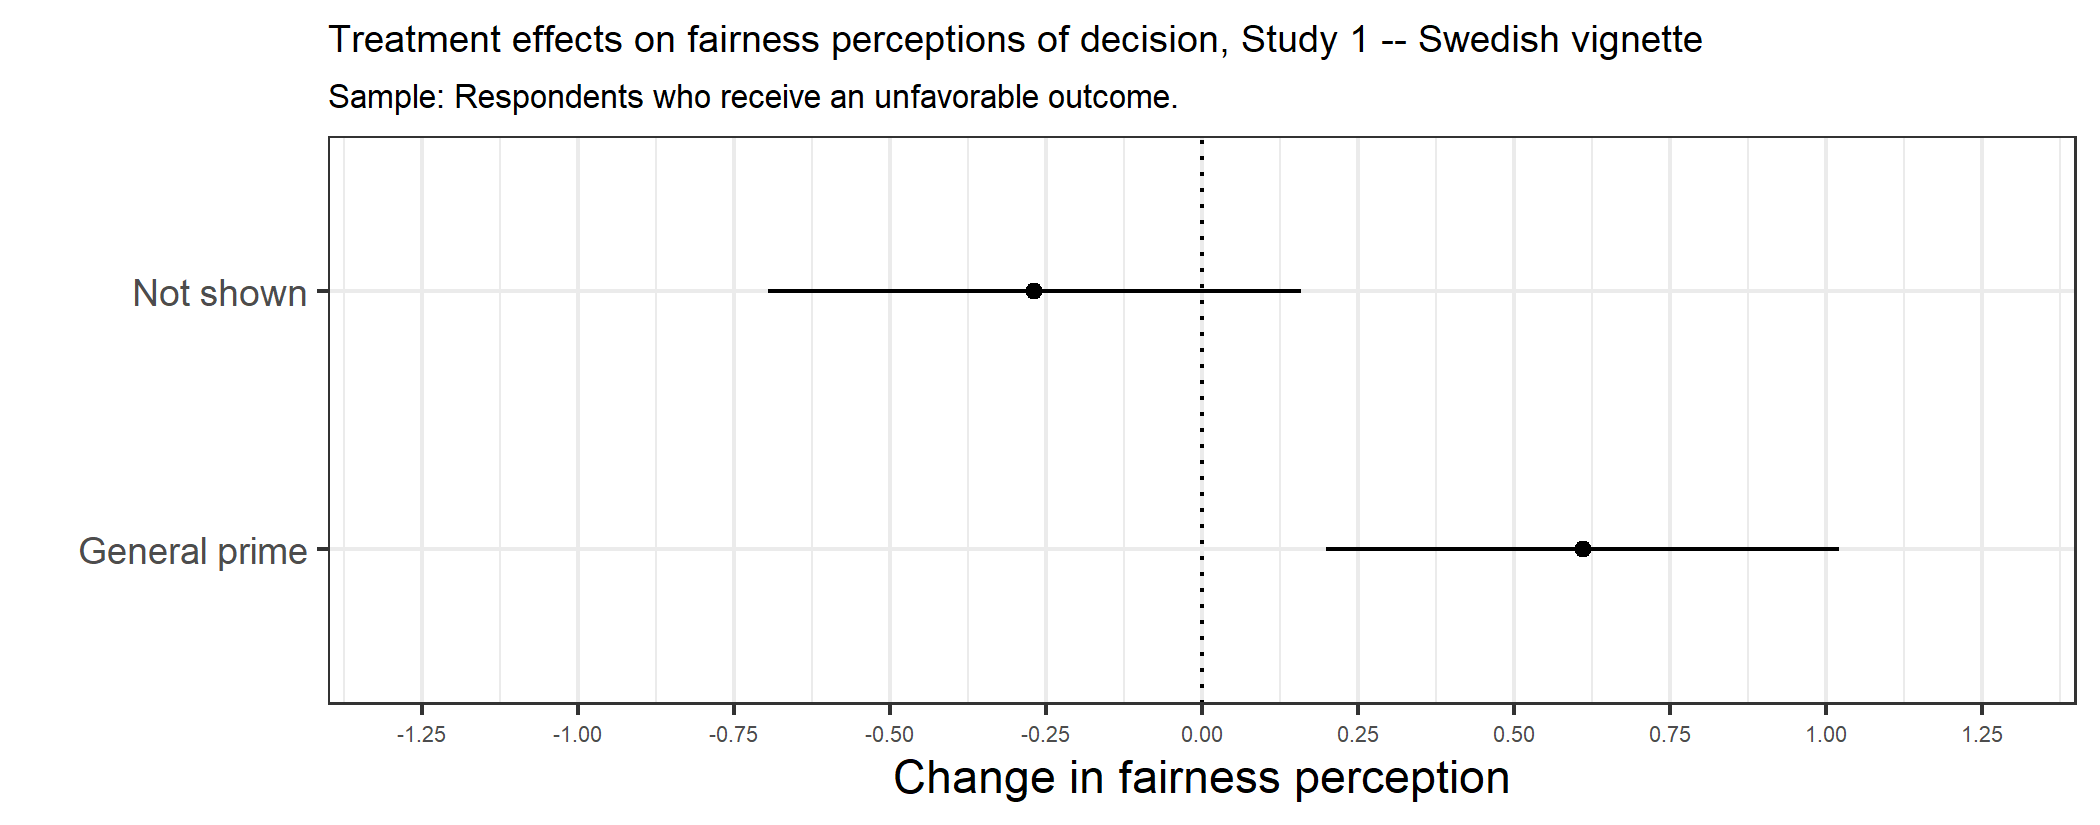 Treatment effects on fairness perceptions of decision, Study 1 -- Swedish vignette
Sample: Respondents who receive an unfavorable outcome.
Not shown
General prime
-1.25 -1.00 -0.75 -0.50 -0.25 0.00 0.25 0.50 0.75 1.00 1.25
Change in fairness perception